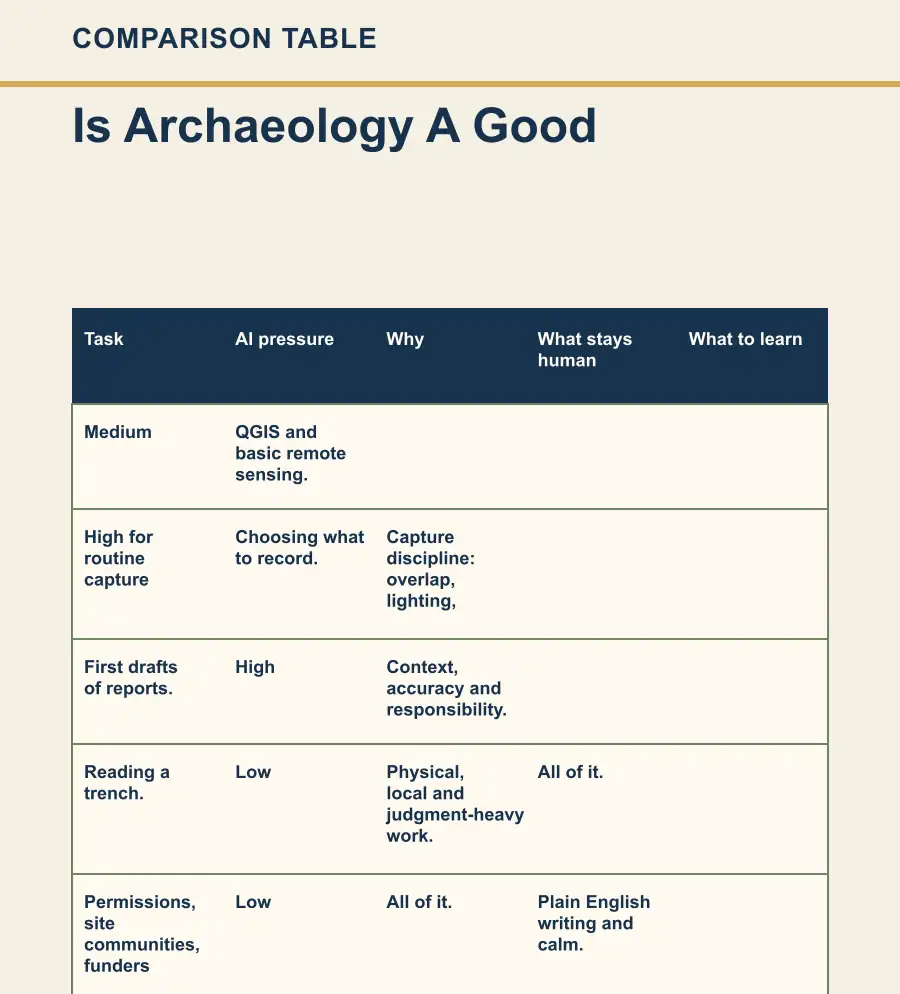 COMPARISON TABLE
Is Archaeology A Good
Task
AI pressure
Why
What stays
human
What to learn
Medium
QGIS and
basic remote
sensing.
High for
routine
capture
Choosing what
to record.
Capture
discipline:
overlap,
lighting,
First drafts
of reports.
High
Context,
accuracy and
responsibility.
Reading a
trench.
Low
Physical,
local and
judgment-heavy
work.
All of it.
Permissions,
site
communities,
funders
Low
All of it.
Plain English
writing and
calm.